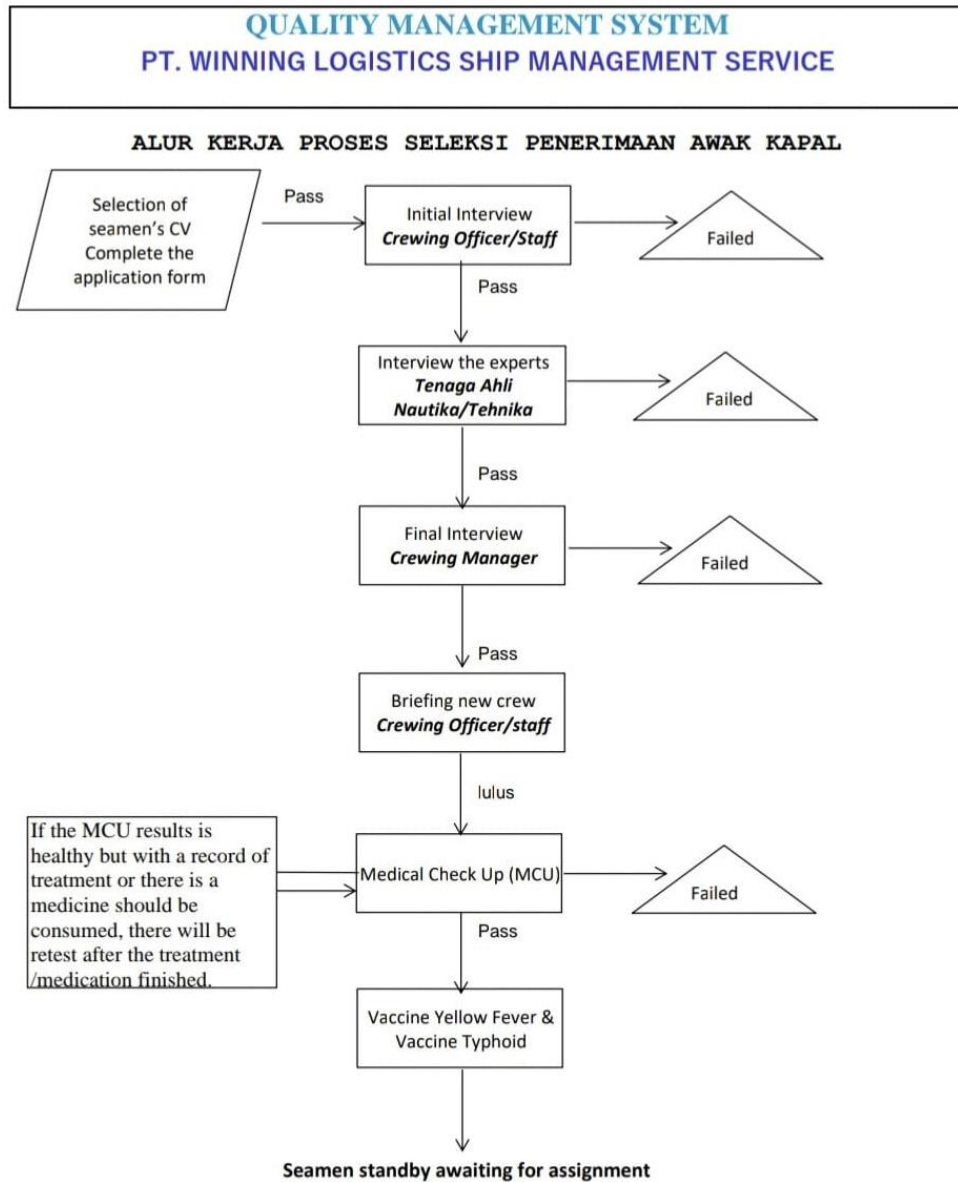 QUALITY MANAGEMENT SYSTEM
PT. WINNING LOGISTICS SHIP MANAGEMENT SERVICE
ALUR KERJA PROSES SELEKSI PENERIMAAN AWAK KAPAL
Selection of
seamen's CV
Complete the
application form
Pass
Initial Interview
Crewing Officer/Staff
Failed
Pass
Interview the experts
Tenaga Ahli
Nautika/Tehnika
Failed
Pass
Final Interview
Crewing Manager
Failed
Pass
Briefing new crew
Crewing Officer/staff
lulus
If the MCU results is
healthy but with a record of
treatment or there is a
medicine should be
consumed, there will be
retest after the treatment
/medication finished.
Medical Check Up (MCU)
Failed
Pass
Vaccine Yellow Fever &
Vaccine Typhoid
Seamen standby awaiting for assignment